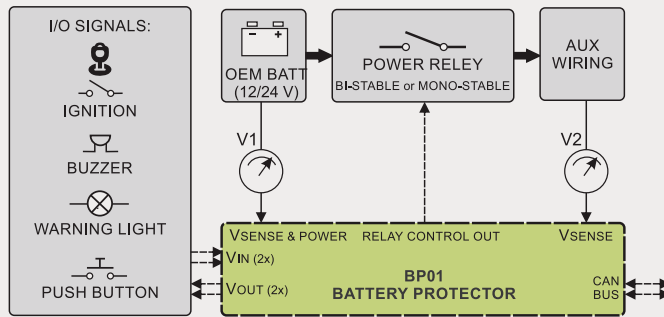 I/O SIGNALS:
IGNITION
BUZZER
WARNING LIGHT
PUSH BUTTON
- +
OEM BATT
(12/24 V)
POWER RELEY
BI-STABLE or MONO-STABLE
AUX
WIRING
V1
V2
VSENSE & POWER
RELAY CONTROL OUT
VSENSE
VIN (2x)
VOUT (2x)
BP01
BATTERY PROTECTOR
CAN
BUS